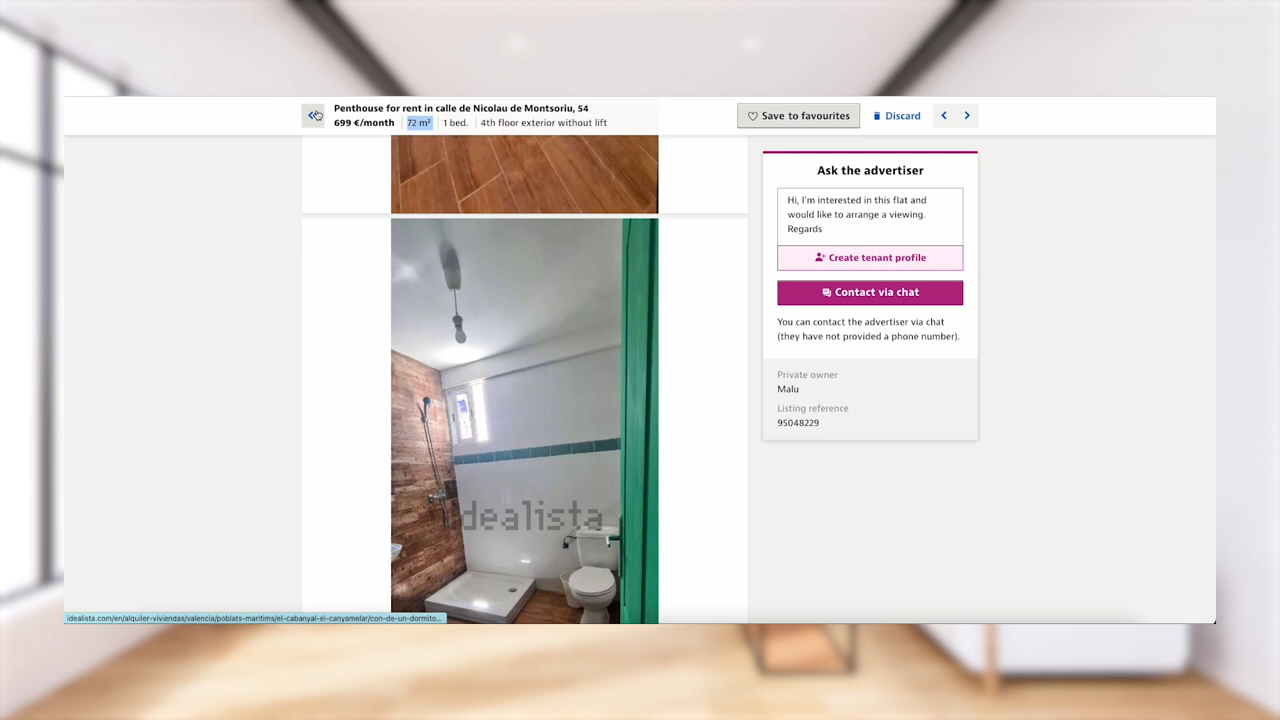 Penthouse for rent in calle de Nicolau de Montsoriu, 54
699 €/month 72 m² 1 bed. 4th floor exterior without lift
Save to favourites
Discard
Ask the advertiser
Hi, I'm interested in this flat and
would like to arrange a viewing.
Regards
Create tenant profile
Contact via chat
You can contact the advertiser via chat
(they have not provided a phone number).
Private owner
Malu
Listing reference
95048229
idealista
idealista.com/en/alquiler-viviendas/valencia/poblats-maritims/el-cabanyal-el-canyamelar/con-de-un-dormito...